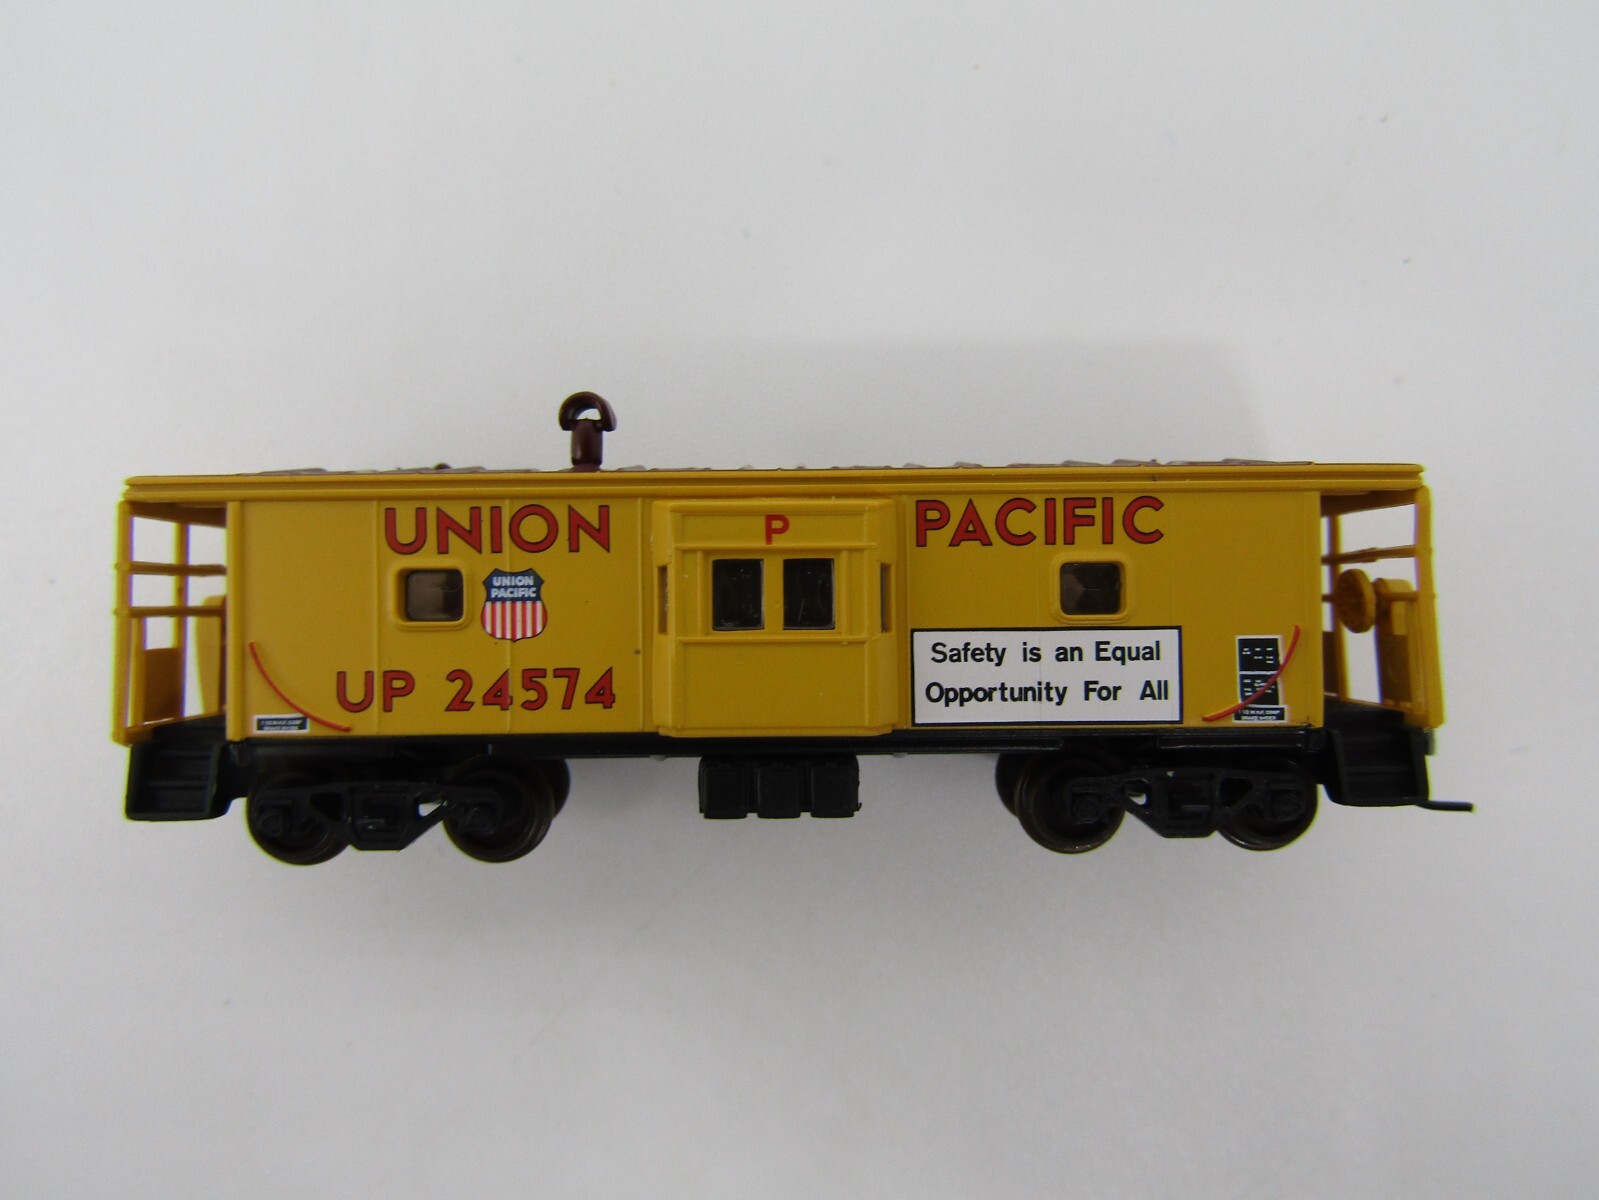 UNION PACIFIC
P
UNION
PACIFIC
UP 24574
Safety is an Equal
Opportunity For All